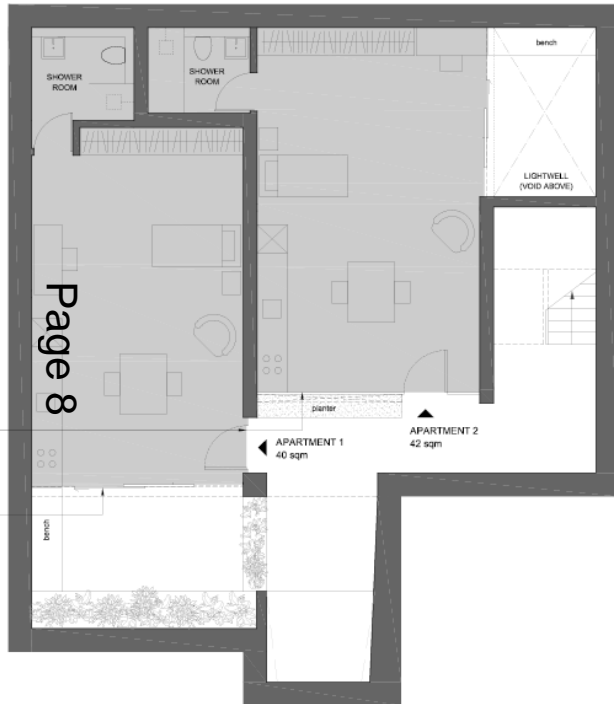 bench
SHOWER
ROOM
SHOWER
ROOM
LIGHTWELL
(VOID ABOVE)
Page 8
planter
APARTMENT 1
40 sqm
APARTMENT 2
42 sqm
bench